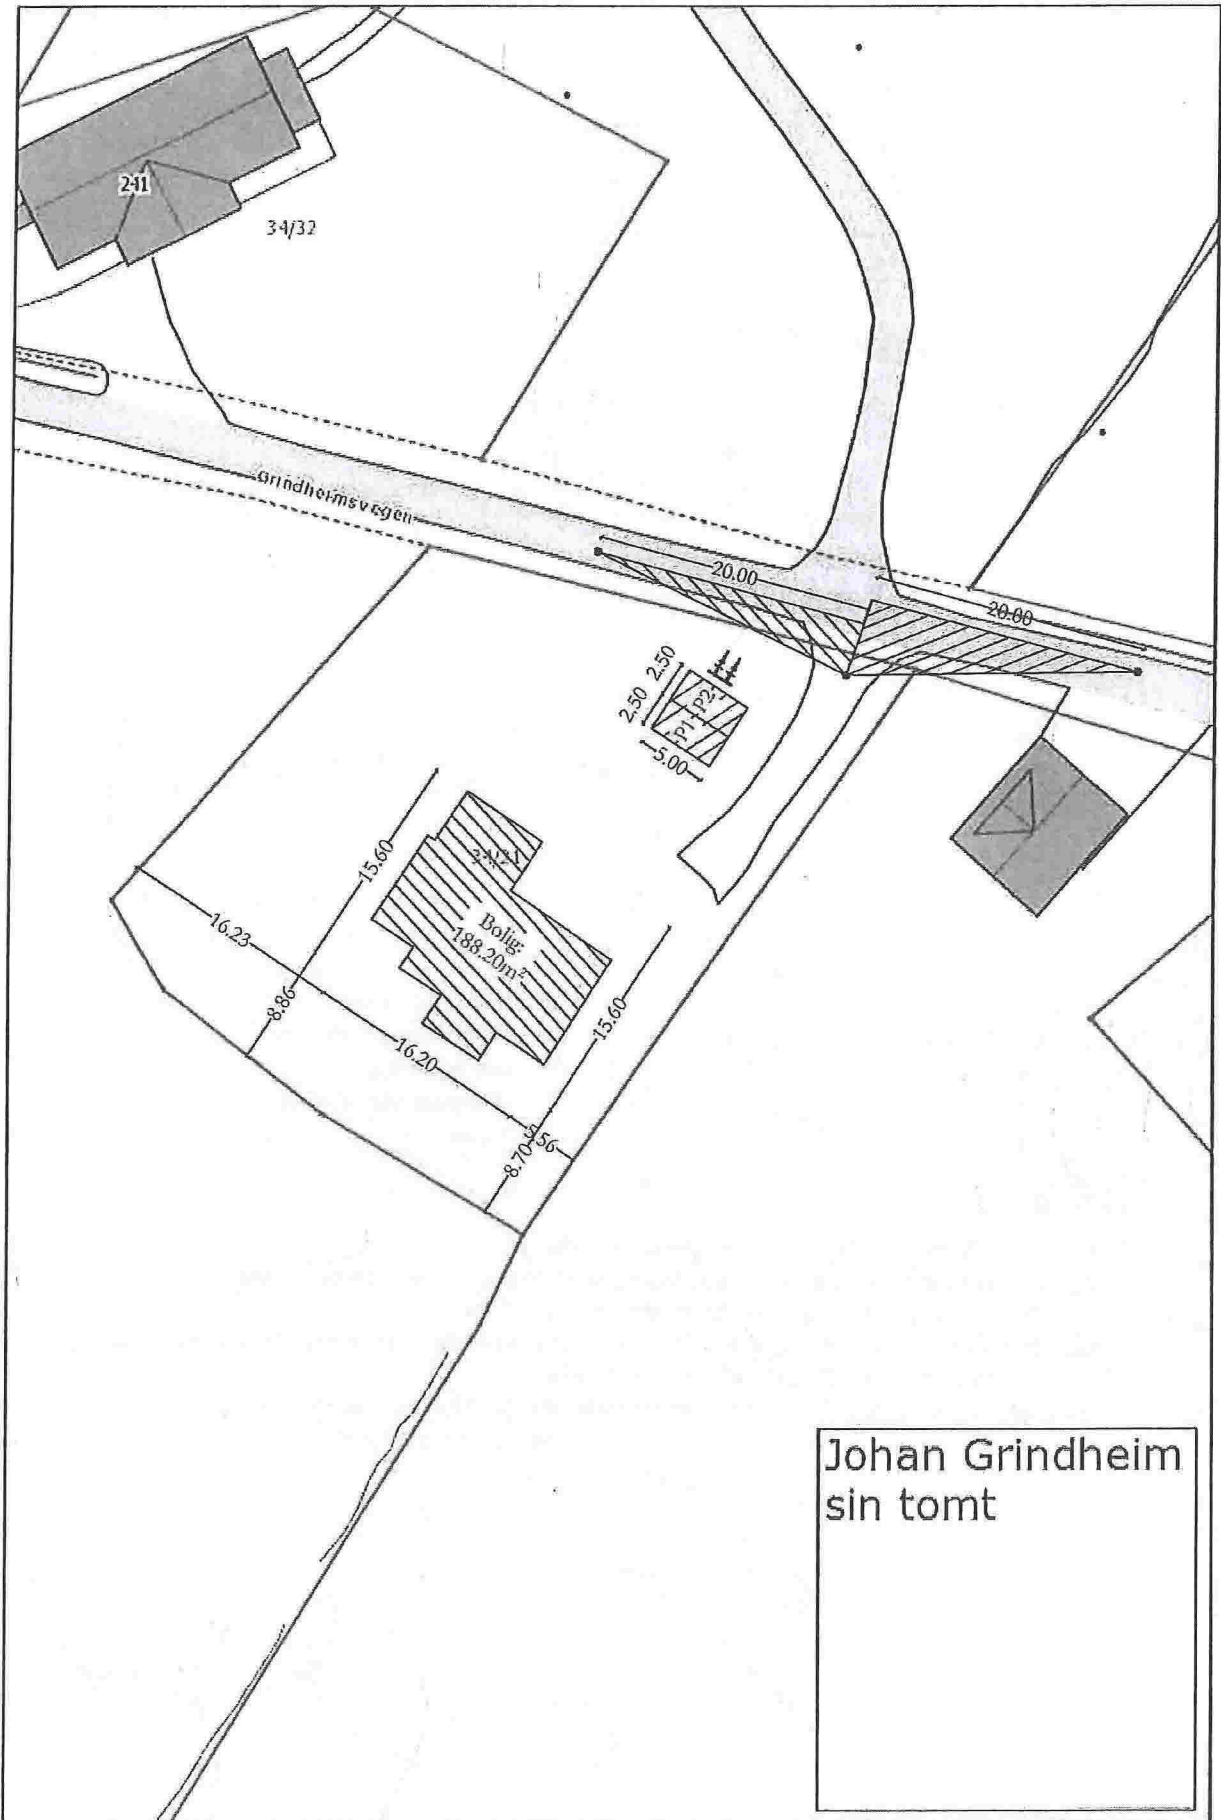 241
34/32
Grindheimsvegen
20.00
20.00
2.50
2.50
P2
P1
5.00
15.60
16.23
Bolig:
188.20m²
8.86
15.60
16.20
5.56
8.70
Johan Grindheim
sin tomt